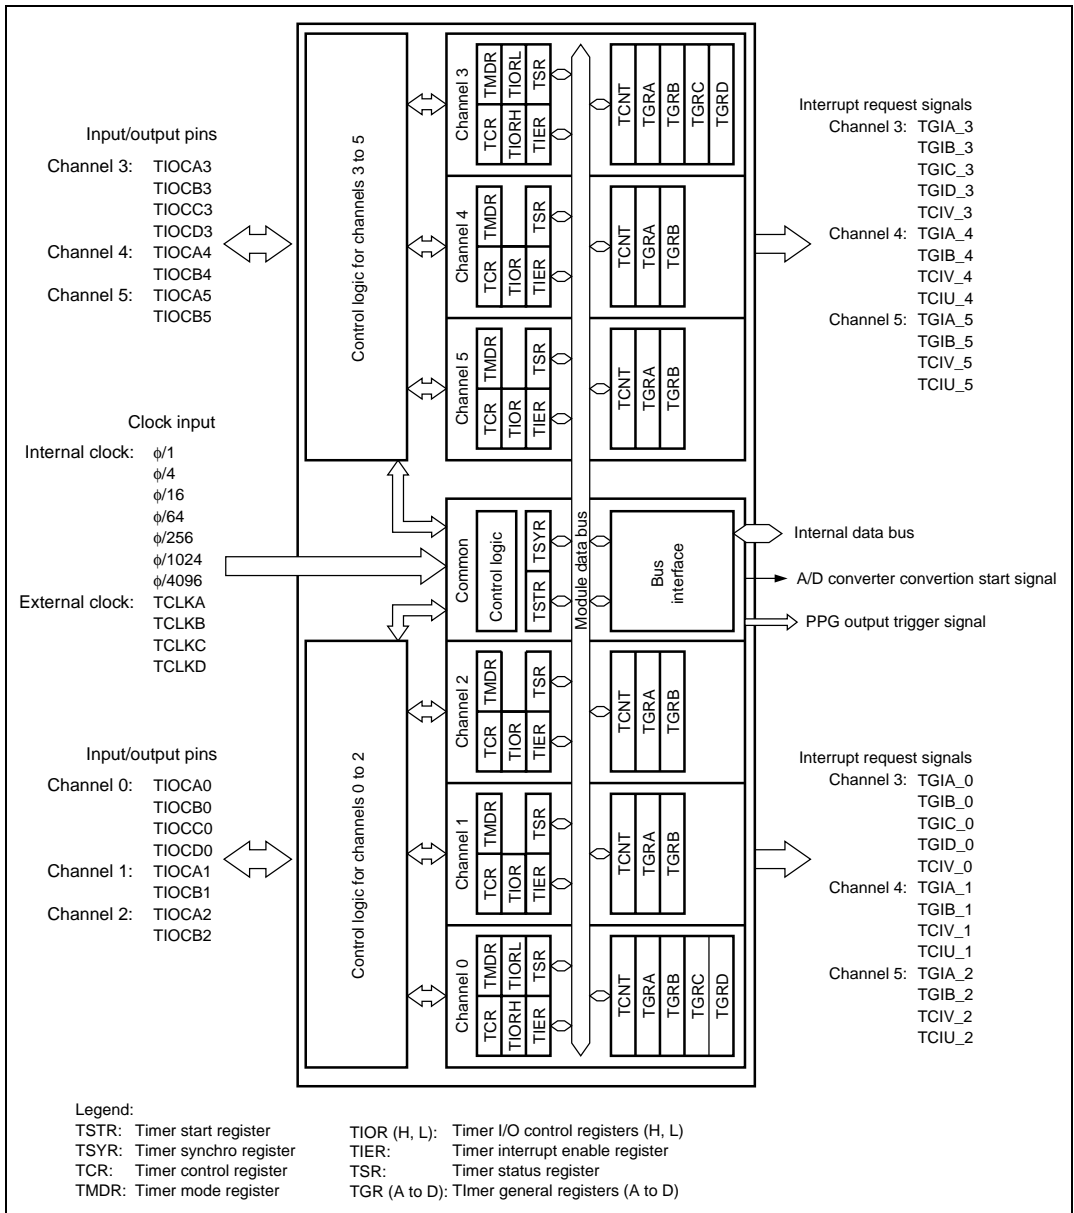 Input/output pins
Channel 3: TIOCA3
TIOCB3
TIOCC3
TIOCD3
Channel 4: TIOCA4
TIOCB4
Channel 5: TIOCA5
TIOCB5
Clock input
Internal clock: ϕ/1
ϕ/4
ϕ/16
ϕ/64
ϕ/256
ϕ/1024
ϕ/4096
External clock: TCLKA
TCLKB
TCLKC
TCLKD
Input/output pins
Channel 0: TIOCA0
TIOCB0
TIOCC0
TIOCD0
Channel 1: TIOCA1
TIOCB1
Channel 2: TIOCA2
TIOCB2
Control logic for channels 3 to 5
Control logic for channels 0 to 2
Channel 3
TCR TMDR
TIORH TIORL
TIER TSR
TCNT
TGRA
TGRB
TGRC
TGRD
Channel 4
TCR TMDR
TIOR
TIER TSR
TCNT
TGRA
TGRB
Channel 5
TCR TMDR
TIOR
TIER TSR
TCNT
TGRA
TGRB
Common
Control logic
TSTR TSYR
Module data bus
Bus
interface
Channel 2
TCR TMDR
TIOR
TIER TSR
TCNT
TGRA
TGRB
Channel 1
TCR TMDR
TIOR
TIER TSR
TCNT
TGRA
TGRB
Channel 0
TCR TMDR
TIORH TIORL
TIER TSR
TCNT
TGRA
TGRB
TGRC
TGRD
Interrupt request signals
Channel 3: TGIA_3
TGIB_3
TGIC_3
TGID_3
TCIV_3
Channel 4: TGIA_4
TGIB_4
TCIV_4
TCIU_4
Channel 5: TGIA_5
TGIB_5
TCIV_5
TCIU_5
Internal data bus
A/D converter convertion start signal
PPG output trigger signal
Interrupt request signals
Channel 3: TGIA_0
TGIB_0
TGIC_0
TGID_0
TCIV_0
Channel 4: TGIA_1
TGIB_1
TCIV_1
TCIU_1
Channel 5: TGIA_2
TGIB_2
TCIV_2
TCIU_2
Legend:
TSTR: Timer start register
TSYR: Timer synchro register
TCR: Timer control register
TMDR: Timer mode register
TIOR (H, L): Timer I/O control registers (H, L)
TIER: Timer interrupt enable register
TSR: Timer status register
TGR (A to D): TImer general registers (A to D)